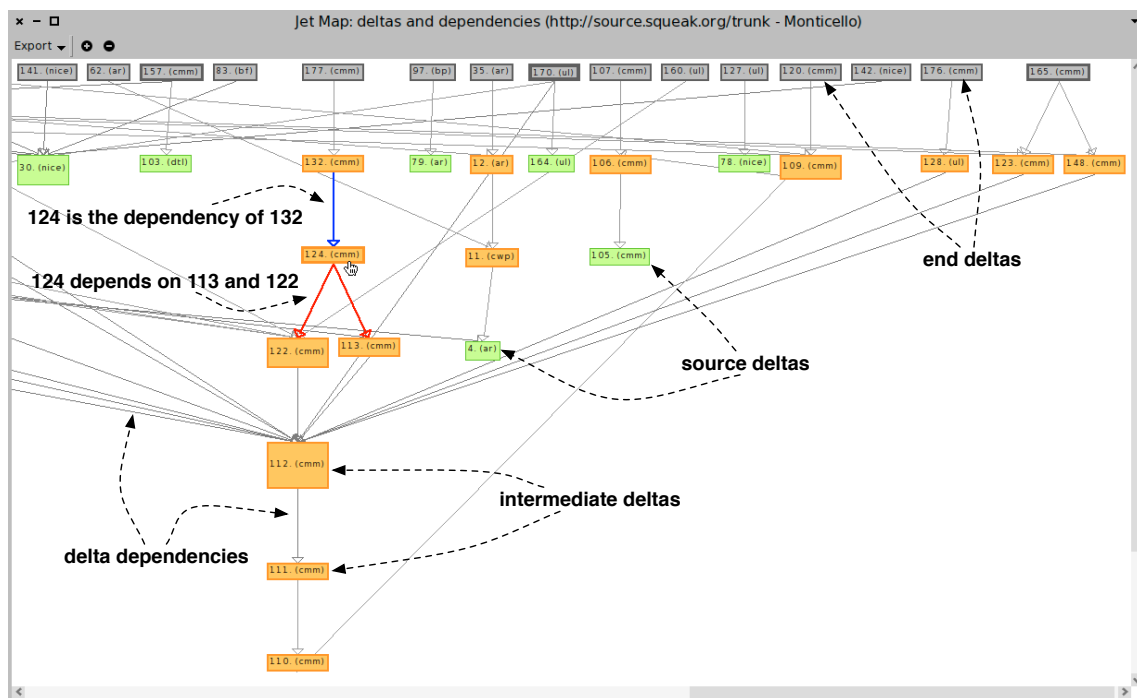 Jet Map: deltas and dependencies (http://source.squeak.org/trunk - Monticello)
Export
141. (nice) 62. (ar) 157. (cmm) 83. (bf) 177. (cmm) 97. (bp) 35. (ar) 170. (ul) 107. (cmm) 160. (ul) 127. (ul) 120. (cmm) 142. (nice) 176. (cmm) 165. (cmm)
30. (nice) 103. (dtl) 132. (cmm) 79. (ar) 12. (ar) 164. (ul) 106. (cmm) 78. (nice) 109. (cmm) 128. (ul) 123. (cmm) 148. (cmm)
124 is the dependency of 132
124. (cmm) 11. (cwp) 105. (cmm)
end deltas
124 depends on 113 and 122
122. (cmm) 113. (cmm) 4. (ar)
source deltas
112. (cmm)
intermediate deltas
delta dependencies
111. (cmm)
110. (cmm)